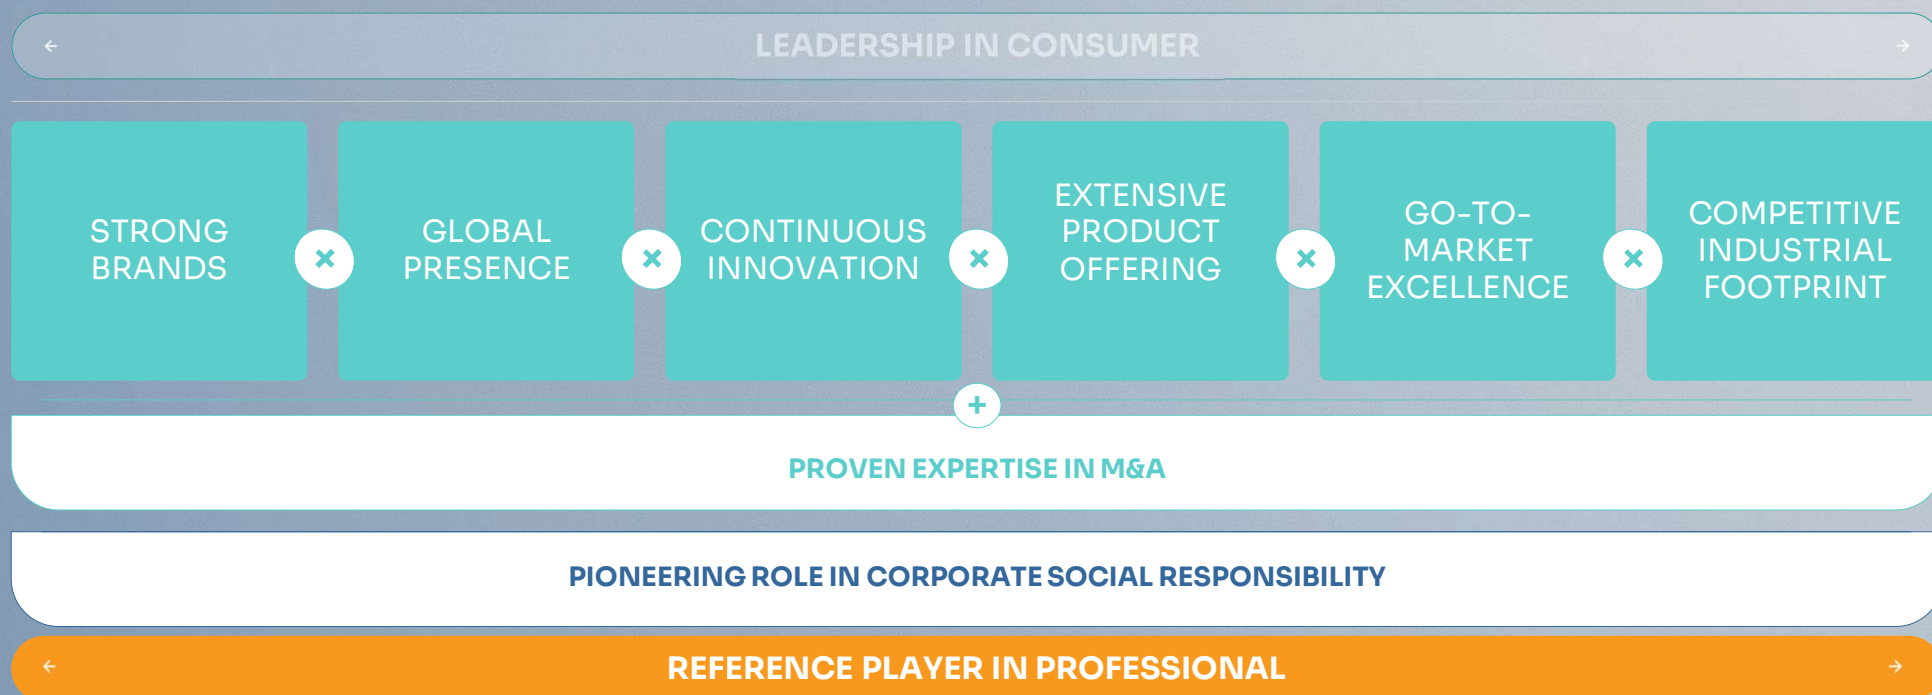 LEADERSHIP IN CONSUMER
STRONG
BRANDS
GLOBAL
PRESENCE
CONTINUOUS
INNOVATION
EXTENSIVE
PRODUCT
OFFERING
GO-TO-
MARKET
EXCELLENCE
COMPETITIVE
INDUSTRIAL
FOOTPRINT
PROVEN EXPERTISE IN M&A
PIONEERING ROLE IN CORPORATE SOCIAL RESPONSIBILITY
REFERENCE PLAYER IN PROFESSIONAL